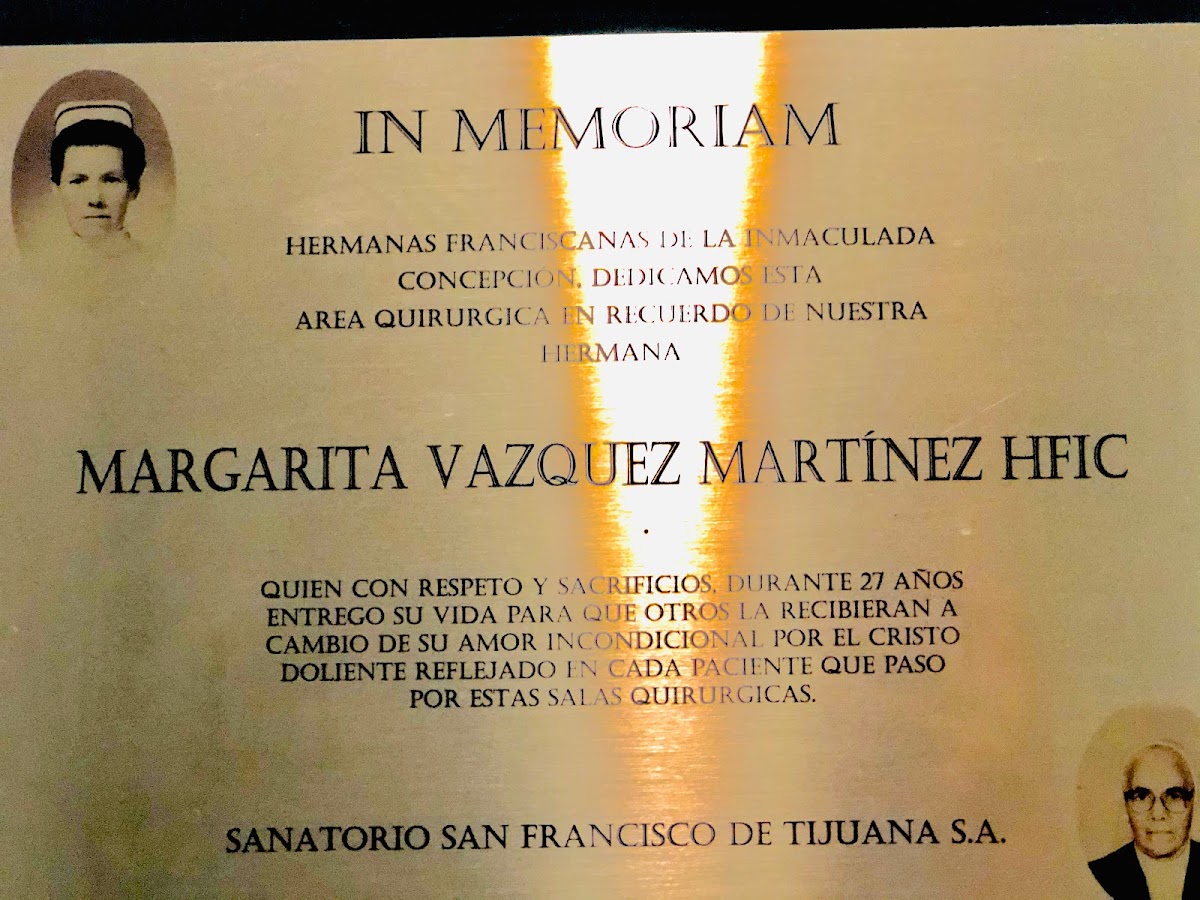 IN MEMORIAM
HERMANAS FRANCISCANAS DE LA INMACULADA
CONCEPCIÓN, DEDICAMOS ESTA
AREA QUIRURGICA EN RECUERDO DE NUESTRA
HERMANA
MARGARITA VAZQUEZ MARTÍNEZ HFIC
.
QUIEN CON RESPETO Y SACRIFICIOS, DURANTE 27 AÑOS
ENTREGO SU VIDA PARA QUE OTROS LA RECIBIERAN A
CAMBIO DE SU AMOR INCONDICIONAL POR EL CRISTO
DOLIENTE REFLEJADO EN CADA PACIENTE QUE PASO
POR ESTAS SALAS QUIRURGICAS.
SANATORIO SAN FRANCISCO DE TIJUANA S.A.